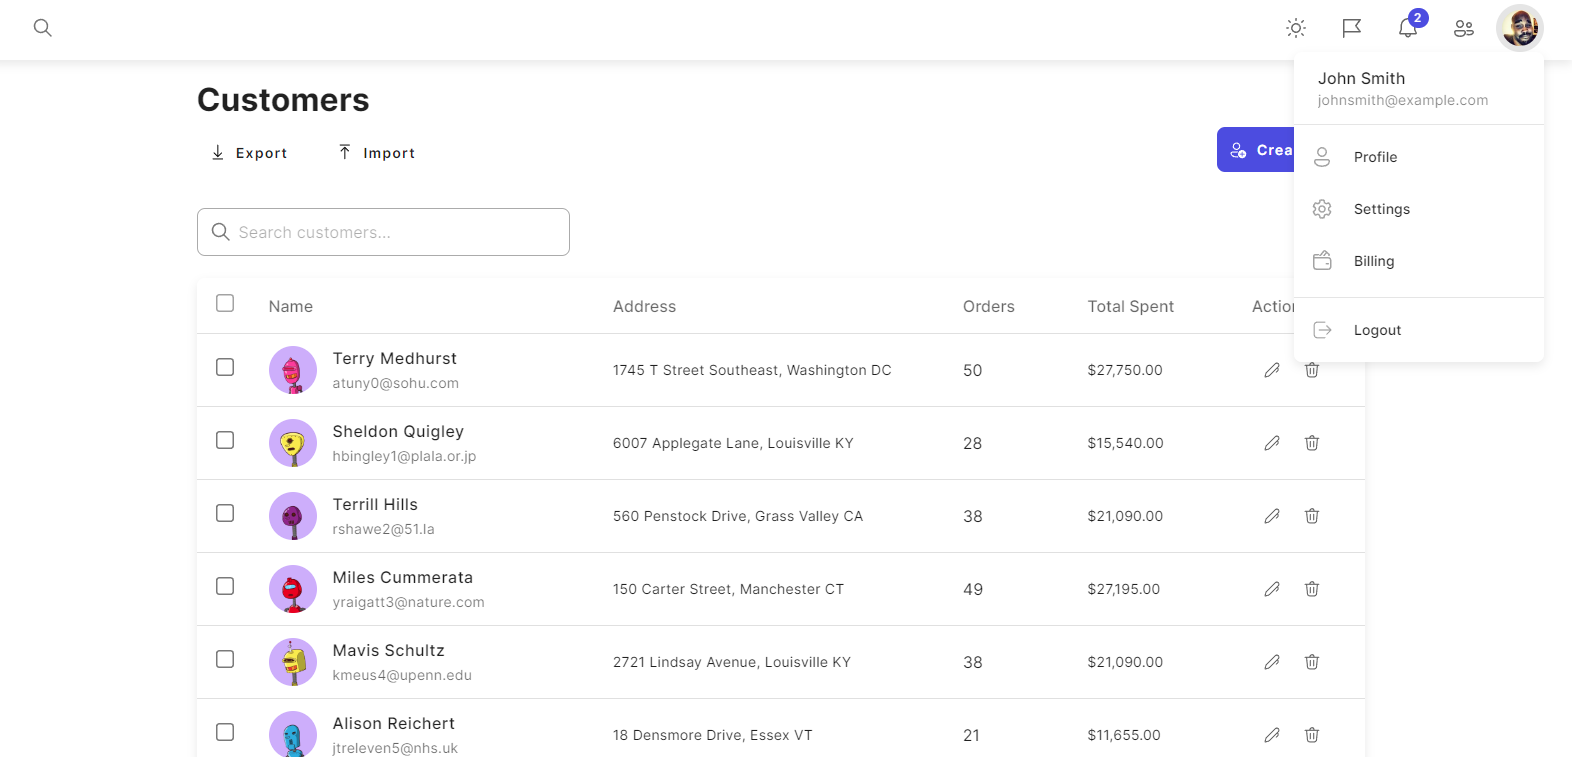 2
John Smith
johnsmith@example.com
Customers
Export Import Crea
Profile
Settings
Billing
Logout
Search customers...
Name Address Orders Total Spent Action
Terry Medhurst
atuny0@sohu.com
1745 T Street Southeast, Washington DC 50 $27,750.00
Sheldon Quigley
hbingley1@plala.or.jp
6007 Applegate Lane, Louisville KY 28 $15,540.00
Terrill Hills
rshawe2@51.la
560 Penstock Drive, Grass Valley CA 38 $21,090.00
Miles Cummerata
yraigatt3@nature.com
150 Carter Street, Manchester CT 49 $27,195.00
Mavis Schultz
kmeus4@upenn.edu
2721 Lindsay Avenue, Louisville KY 38 $21,090.00
Alison Reichert
jtreleven5@nhs.uk
18 Densmore Drive, Essex VT 21 $11,655.00